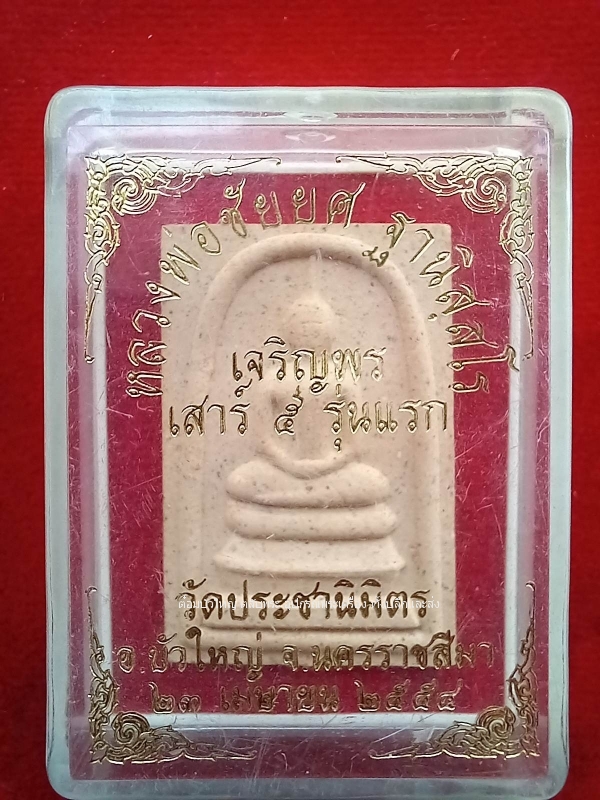 หลวงพ่อชัยยศ ฐานิสฺสโร
เจริญพร
เสาร์ ๕ รุ่นแรก
วัดประชานิมิตร
อ.บัวใหญ่ จ.นครราชสีมา
๒๓ เมษายน ๒๕๕๔